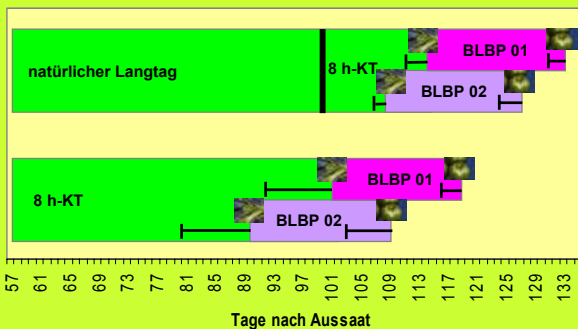 natürlicher Langtag
8 h-KT
BLBP 01
BLBP 02
8 h-KT
BLBP 01
BLBP 02
57 61 65 69 73 77 81 85 89 93 97 101 105 109 113 117 121 125 129 133
Tage nach Aussaat